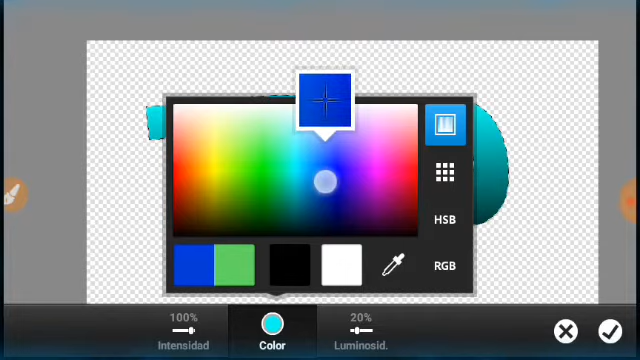 HSB
RGB
100%
Intensidad
Color
20%
Luminosid.